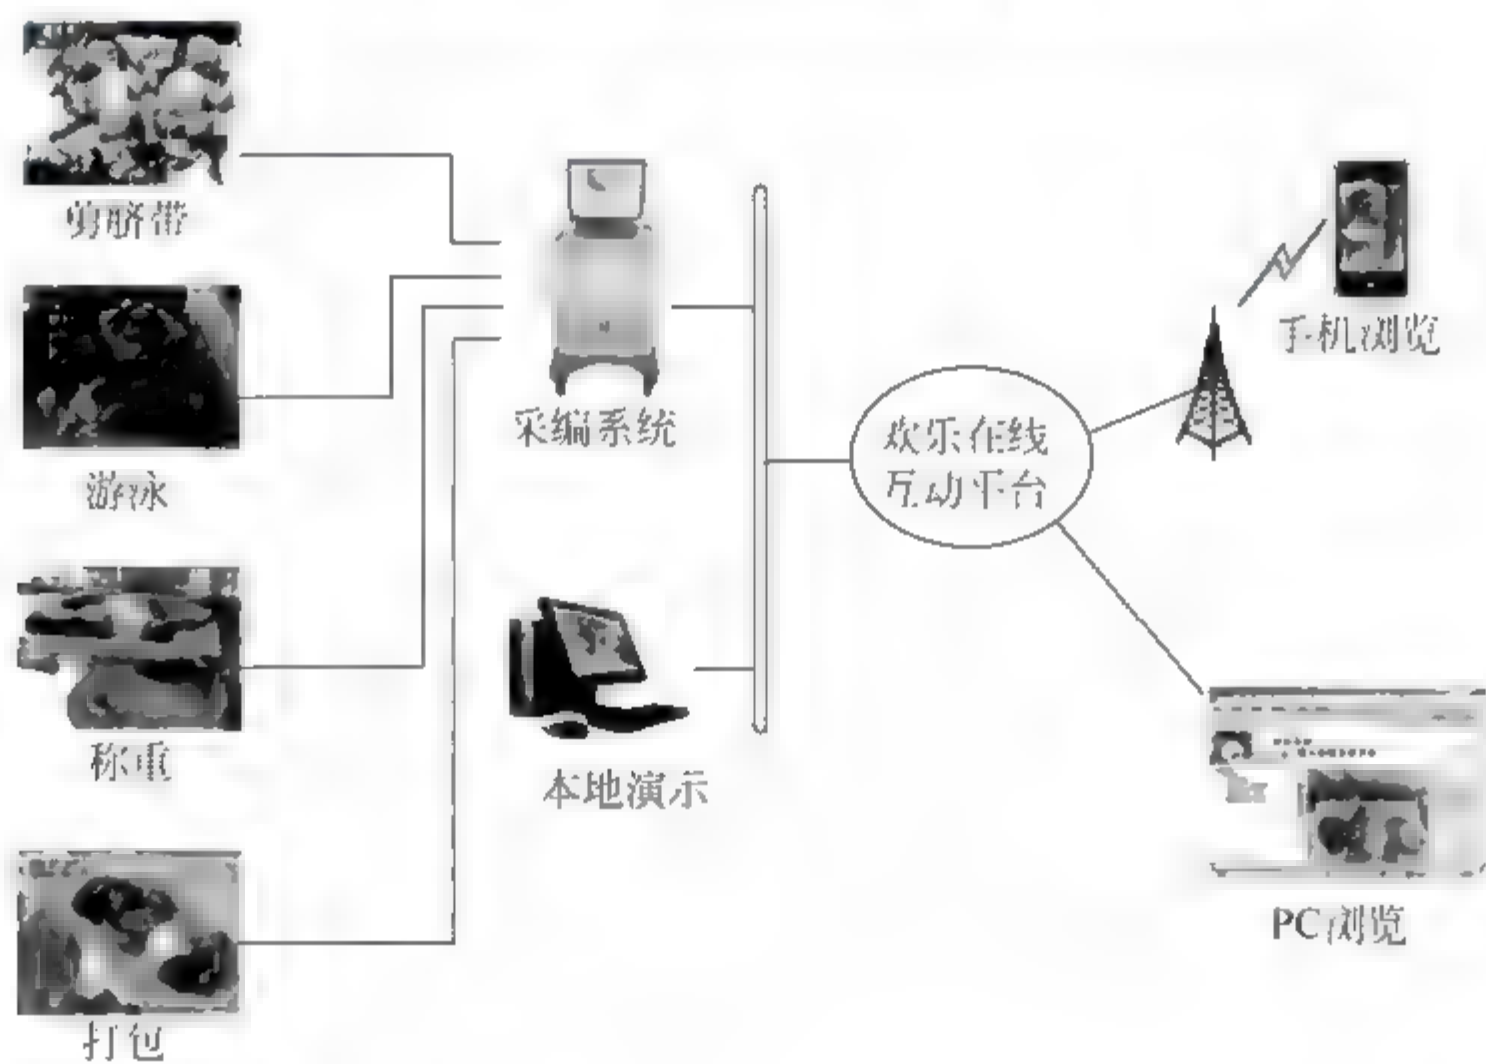 剪脐带
游泳
称重
打包
采编系统
本地演示
欢乐在线
互动平台
手机浏览
PC浏览